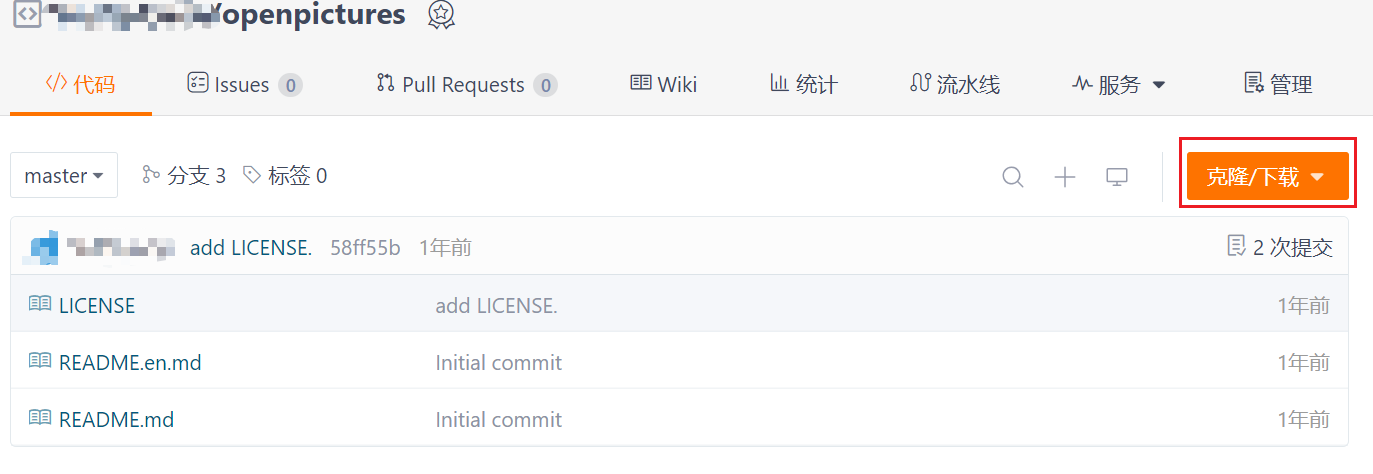 /openpictures
代码 Issues 0 Pull Requests 0 Wiki 统计 流水线 服务 管理
master 分支 3 标签 0 克隆/下载
add LICENSE. 58ff55b 1年前 2 次提交
LICENSE add LICENSE. 1年前
README.en.md Initial commit 1年前
README.md Initial commit 1年前